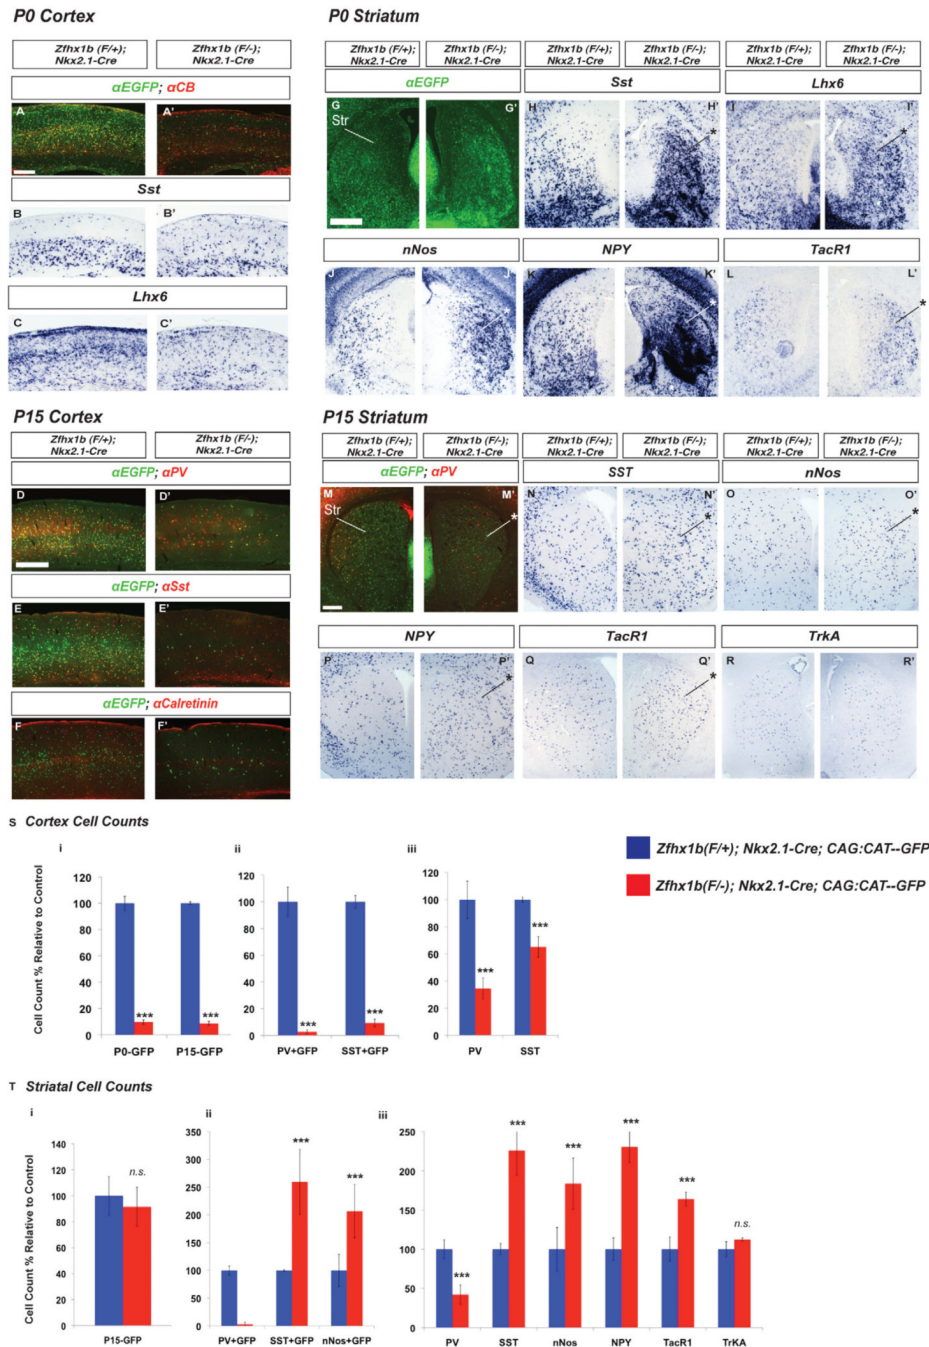 P0 Cortex
Zfhx1b (F/+); Nkx2.1-Cre
Zfhx1b (F/-); Nkx2.1-Cre
αEGFP; αCB
A
A'
Sst
B
B'
Lhx6
C
C'
P0 Striatum
Zfhx1b (F/+); Nkx2.1-Cre
Zfhx1b (F/-); Nkx2.1-Cre
Zfhx1b (F/+); Nkx2.1-Cre
Zfhx1b (F/-); Nkx2.1-Cre
Zfhx1b (F/+); Nkx2.1-Cre
Zfhx1b (F/-); Nkx2.1-Cre
αEGFP
Sst
Lhx6
G
Str
G'
H
H'
*
I
I'
*
nNos
NPY
TacR1
J
J'
*
K
K'
*
L
L'
*
P15 Cortex
Zfhx1b (F/+); Nkx2.1-Cre
Zfhx1b (F/-); Nkx2.1-Cre
αEGFP; αPV
D
D'
αEGFP; αSst
E
E'
αEGFP; αCalretinin
F
F'
P15 Striatum
Zfhx1b (F/+); Nkx2.1-Cre
Zfhx1b (F/-); Nkx2.1-Cre
Zfhx1b (F/+); Nkx2.1-Cre
Zfhx1b (F/-); Nkx2.1-Cre
Zfhx1b (F/+); Nkx2.1-Cre
Zfhx1b (F/-); Nkx2.1-Cre
αEGFP; αPV
SST
nNos
M
Str
M'
*
N
N'
*
O
O'
*
NPY
TacR1
TrkA
P
P'
*
Q
Q'
*
R
R'
S Cortex Cell Counts
Cell Count % Relative to Control
i
120
100
80
60
40
20
0
***
***
P0-GFP
P15-GFP
ii
120
100
80
60
40
20
0
***
***
PV+GFP
SST+GFP
iii
120
100
80
60
40
20
0
***
***
PV
SST
Zfhx1b(F/+); Nkx2.1-Cre; CAG:CAT--GFP
Zfhx1b(F/-); Nkx2.1-Cre; CAG:CAT--GFP
T Striatal Cell Counts
Cell Count % Relative to Control
i
140
120
100
80
60
40
20
0
n.s.
P15-GFP
ii
350
300
250
200
150
100
50
0
***
***
PV+GFP
SST+GFP
nNos+GFP
iii
250
200
150
100
50
0
***
***
***
***
***
n.s.
PV
SST
nNos
NPY
TacR1
TrKA